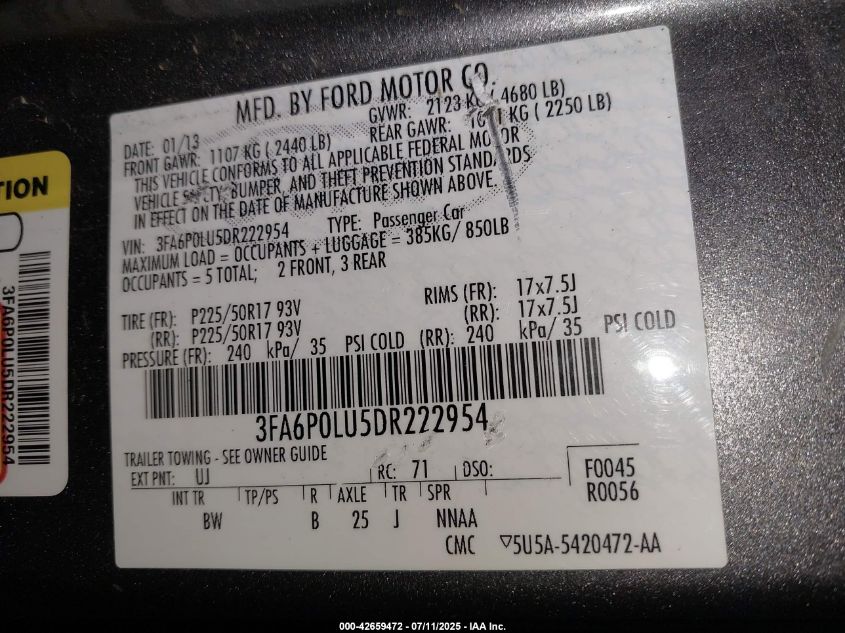 MFD. BY FORD MOTOR CO.
DATE: 01/13 GVWR: 2123 KG ( 4680 LB)
FRONT GAWR: 1107 KG ( 2440 LB) REAR GAWR: KG ( 2250 LB)
THIS VEHICLE CONFORMS TO ALL APPLICABLE FEDERAL MOTOR
VEHICLE SAFETY, BUMPER, AND THEFT PREVENTION STANDARDS
IN EFFECT ON THE DATE OF MANUFACTURE SHOWN ABOVE.
VIN: 3FA6P0LU5DR222954 TYPE: Passenger Car
MAXIMUM LOAD = OCCUPANTS + LUGGAGE = 385KG/ 850LB
OCCUPANTS = 5 TOTAL; 2 FRONT, 3 REAR
TIRE (FR): P225/50R17 93V RIMS (FR): 17x7.5J
(RR): P225/50R17 93V (RR): 17x7.5J
PRESSURE (FR): 240 kPa/ 35 PSI COLD (RR): 240 kPa/ 35 PSI COLD
3FA6P0LU5DR222954
TRAILER TOWING - SEE OWNER GUIDE
EXT PNT: UJ RC: 71 DSO: F0045
R0056
INT TR TP/PS R AXLE TR SPR
BW B 25 J NNAA
CMC ▽5U5A-5420472-AA
TION
3FA6P0LU5DR222954
000-42659472 - 07/11/2025 - IAA Inc.